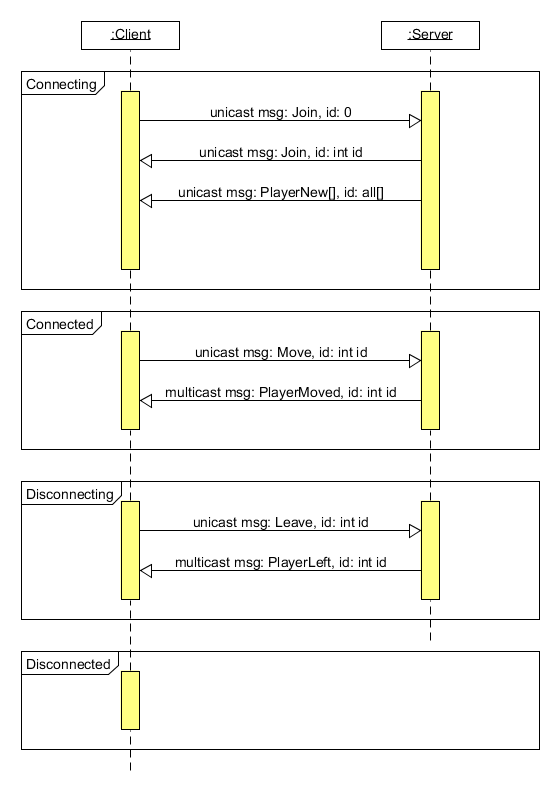 :Client
:Server
Connecting
unicast msg: Join, id: 0
unicast msg: Join, id: int id
unicast msg: PlayerNew[], id: all[]
Connected
unicast msg: Move, id: int id
multicast msg: PlayerMoved, id: int id
Disconnecting
unicast msg: Leave, id: int id
multicast msg: PlayerLeft, id: int id
Disconnected